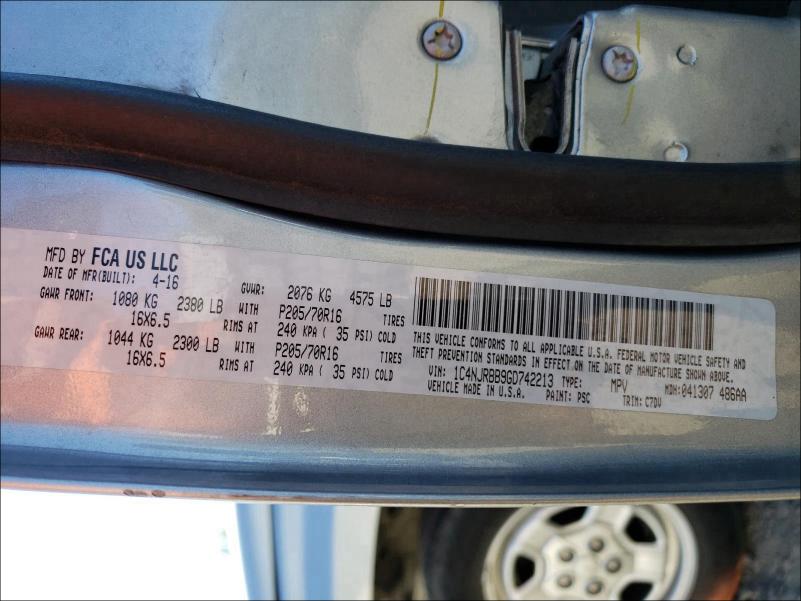 MFD BY FCA US LLC
DATE OF MFR(BUILT): 4-16
GVWR: 2076 KG 4575 LB
GAWR FRONT: 1080 KG 2380 LB WITH P205/70R16 TIRES
16X6.5 RIMS AT 240 KPA ( 35 PSI) COLD
GAWR REAR: 1044 KG 2300 LB WITH P205/70R16 TIRES
16X6.5 RIMS AT 240 KPA ( 35 PSI) COLD
THIS VEHICLE CONFORMS TO ALL APPLICABLE U.S.A. FEDERAL MOTOR VEHICLE SAFETY AND
THEFT PREVENTION STANDARDS IN EFFECT ON THE DATE OF MANUFACTURE SHOWN ABOVE.
VIN: 1C4NJRBB9GD742213 TYPE: MPV MDH: 041307 486AA
VEHICLE MADE IN U.S.A. PAINT: PSC TRIM: C7DV